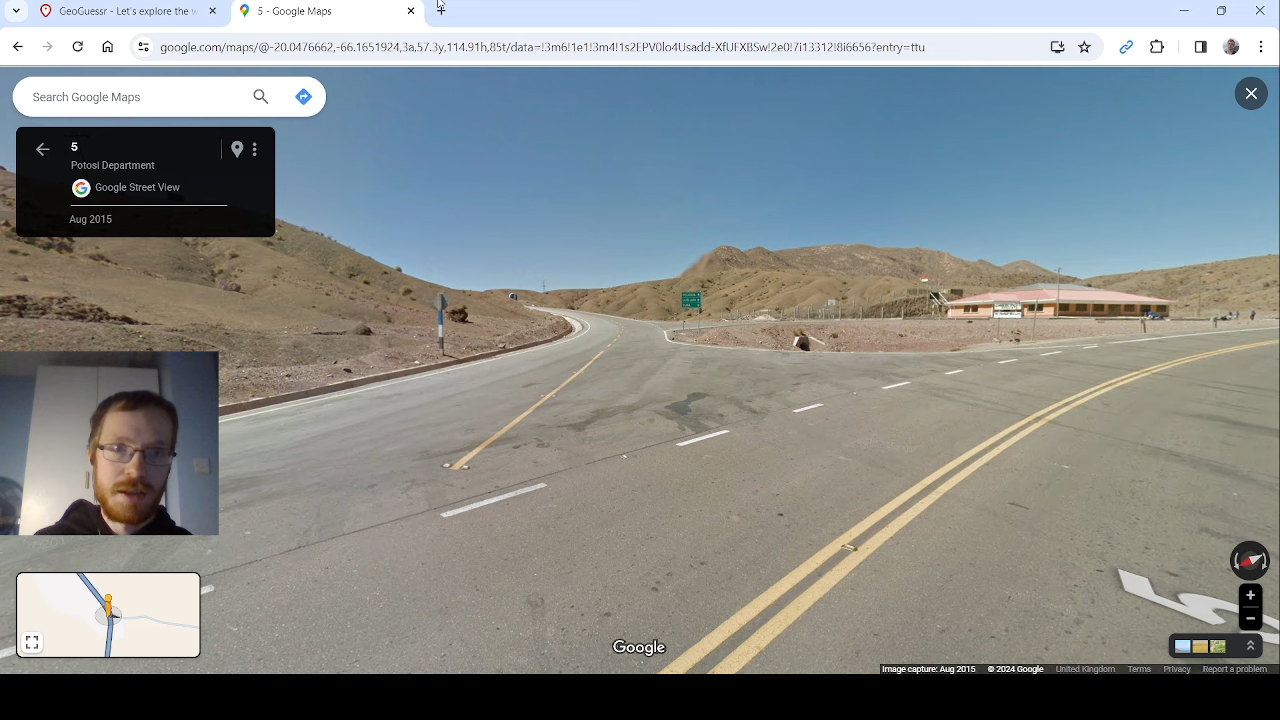 GeoGuessr - Let's explore the w
5 - Google Maps
google.com/maps/@-20.0476662,-66.1651924,3a,57.3y,114.91h,85t/data=!3m6!1e1!3m4!1s2EPV0lo4Usadd-XfUFXBSw!2e0!7i13312!8i6656?entry=ttu
Search Google Maps
5
Potosi Department
Google Street View
Aug 2015
Google
Image capture: Aug 2015 © 2024 Google United Kingdom Terms Privacy Report a problem